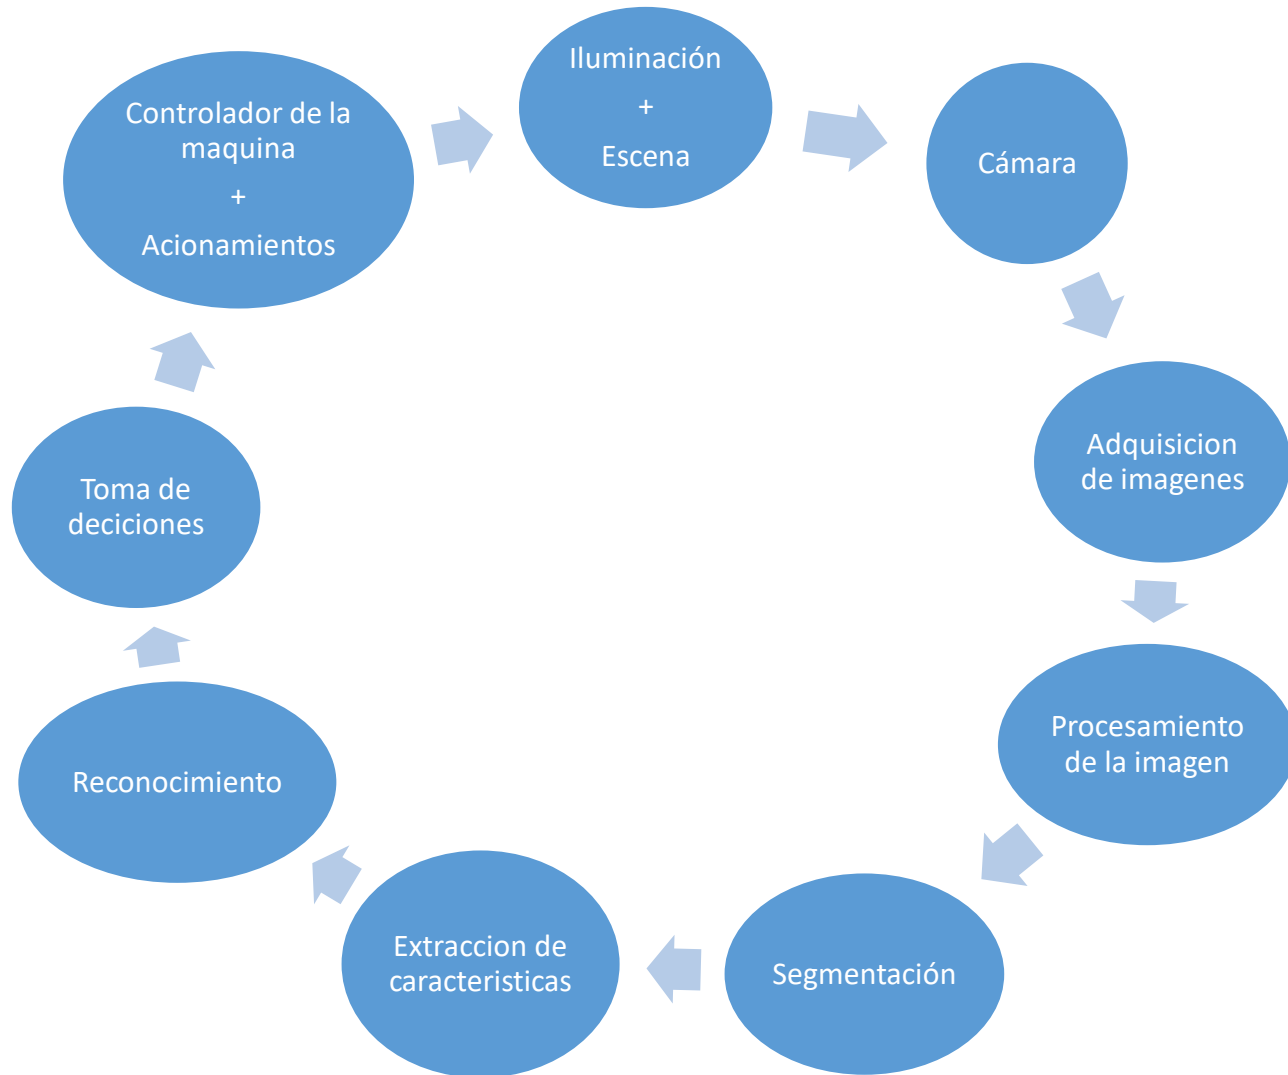 Iluminación
+
Escena
Cámara
Adquisicion
de imagenes
Procesamiento
de la imagen
Segmentación
Extraccion de
caracteristicas
Reconocimiento
Toma de
deciciones
Controlador de la
maquina
+
Acionamientos